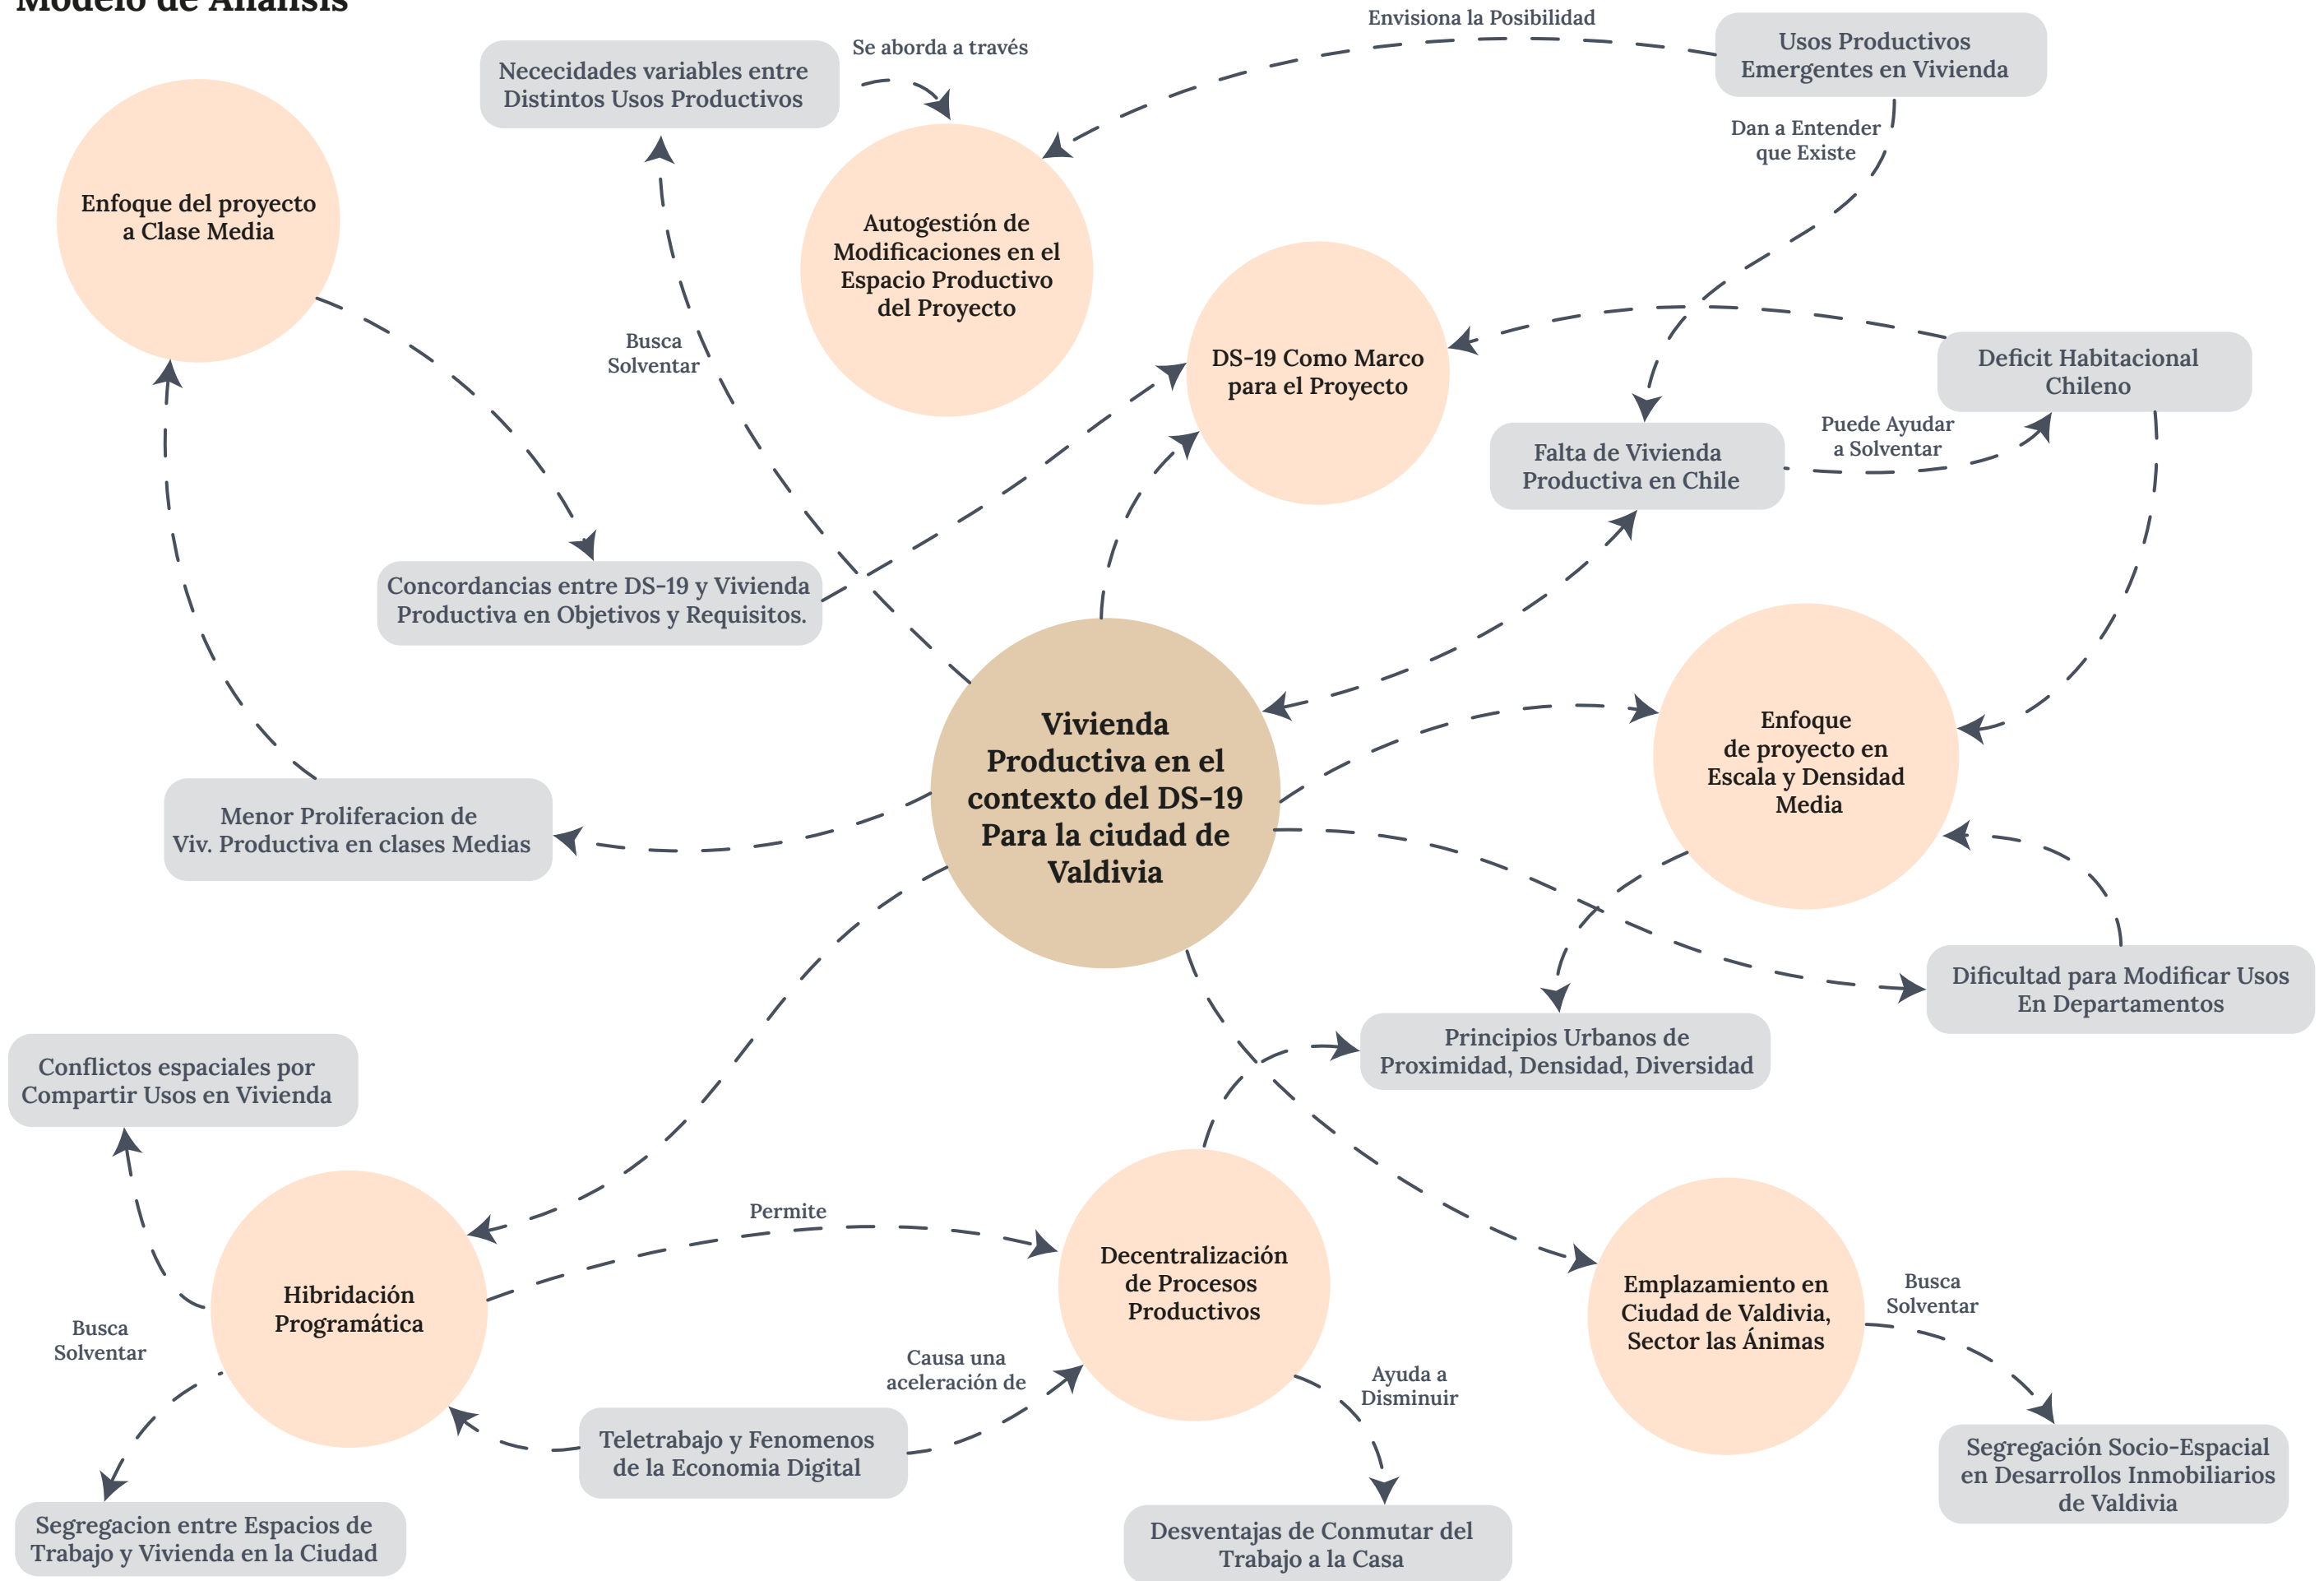 Modelo de Análisis
Envisiona la Posibilidad
Usos Productivos
Emergentes en Vivienda
Se aborda a través
Nececidades variables entre
Distintos Usos Productivos
Dan a Entender
que Existe
Enfoque del proyecto
a Clase Media
Autogestión de
Modificaciones en el
Espacio Productivo
del Proyecto
Busca
Solventar
DS-19 Como Marco
para el Proyecto
Deficit Habitacional
Chileno
Puede Ayudar
a Solventar
Falta de Vivienda
Productiva en Chile
Concordancias entre DS-19 y Vivienda
Productiva en Objetivos y Requisitos.
Vivienda
Productiva en el
contexto del DS-19
Para la ciudad de
Valdivia
Enfoque
de proyecto en
Escala y Densidad
Media
Menor Proliferacion de
Viv. Productiva en clases Medias
Dificultad para Modificar Usos
En Departamentos
Principios Urbanos de
Proximidad, Densidad, Diversidad
Conflictos espaciales por
Compartir Usos en Vivienda
Permite
Hibridación
Programática
Decentralización
de Procesos
Productivos
Emplazamiento en
Ciudad de Valdivia,
Sector las Ánimas
Busca
Solventar
Busca
Solventar
Causa una
aceleración de
Ayuda a
Disminuir
Teletrabajo y Fenomenos
de la Economia Digital
Segregación Socio-Espacial
en Desarrollos Inmobiliarios
de Valdivia
Segregacion entre Espacios de
Trabajo y Vivienda en la Ciudad
Desventajas de Conmutar del
Trabajo a la Casa